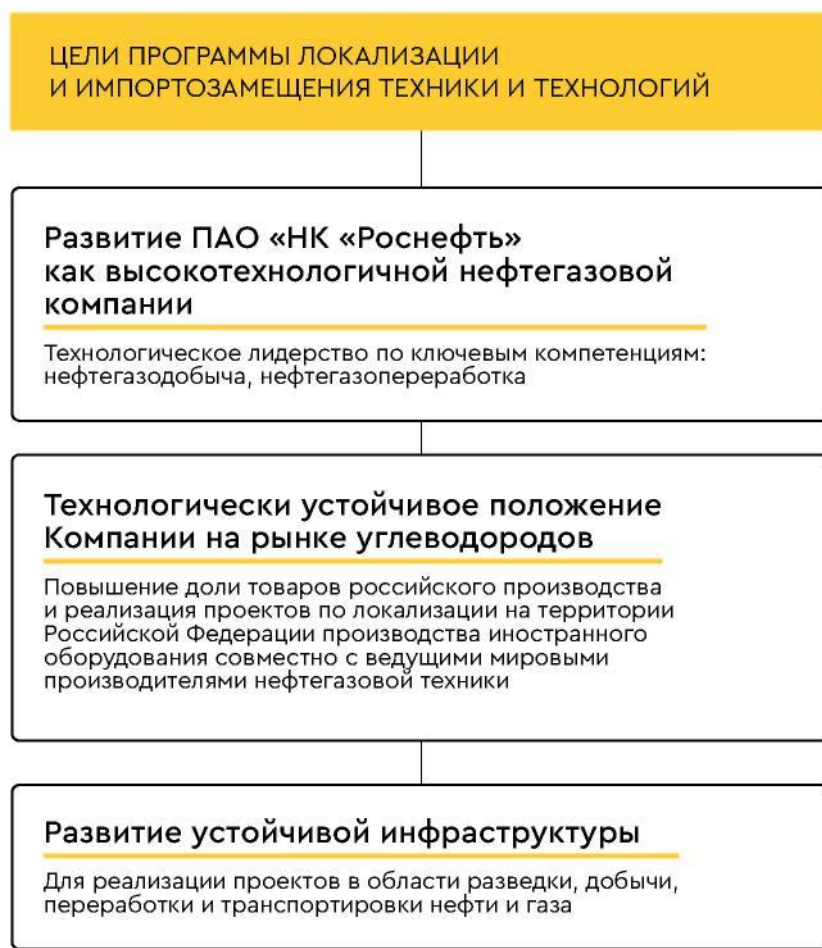 ЦЕЛИ ПРОГРАММЫ ЛОКАЛИЗАЦИИ
И ИМПОРТОЗАМЕЩЕНИЯ ТЕХНИКИ И ТЕХНОЛОГИЙ
Развитие ПАО «НК «Роснефть»
как высокотехнологичной нефтегазовой
компании
Технологическое лидерство по ключевым компетенциям:
нефтегазодобыча, нефтегазопереработка
Технологически устойчивое положение
Компании на рынке углеводородов
Повышение доли товаров российского производства
и реализация проектов по локализации на территории
Российской Федерации производства иностранного
оборудования совместно с ведущими мировыми
производителями нефтегазовой техники
Развитие устойчивой инфраструктуры
Для реализации проектов в области разведки, добычи,
переработки и транспортировки нефти и газа